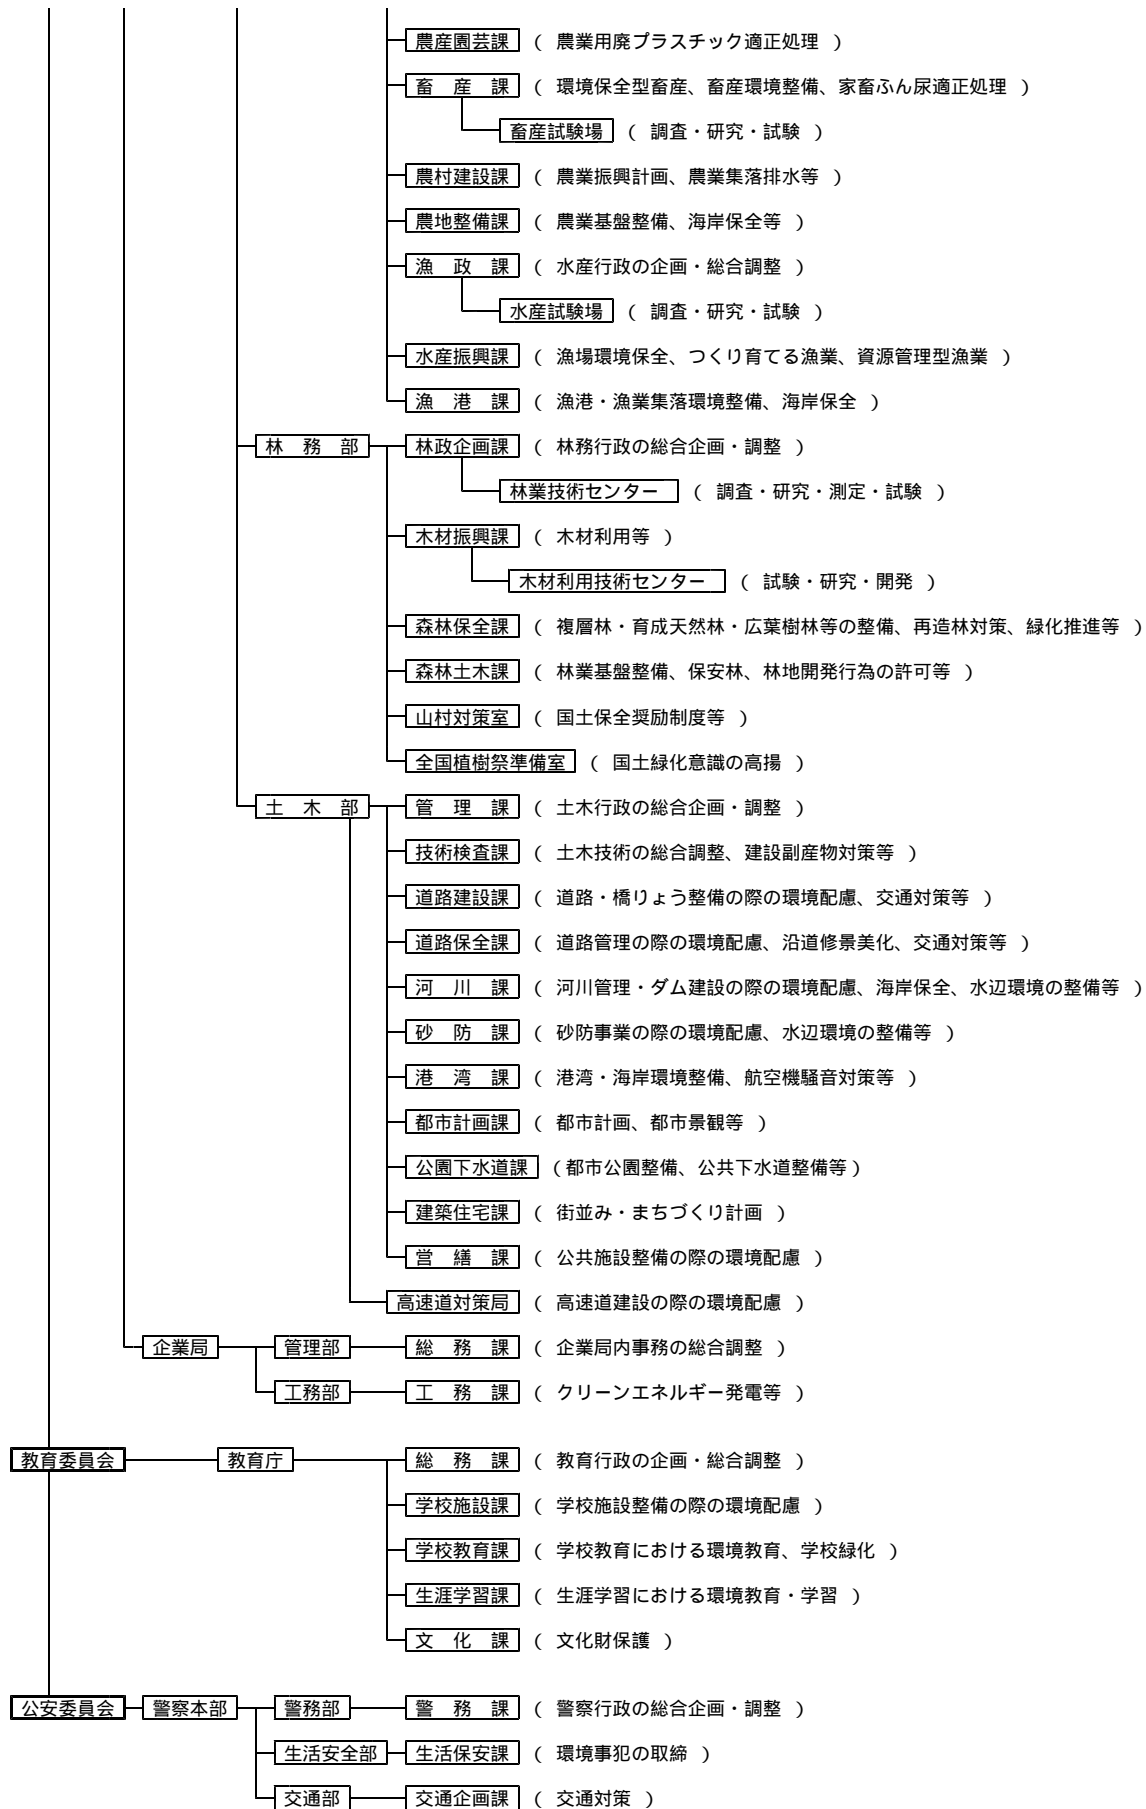 農産園芸課 ( 農業用廃プラスチック適正処理 )
畜　産　課 ( 環境保全型畜産、畜産環境整備、家畜ふん尿適正処理 )
畜産試験場 ( 調査・研究・試験 )
農村建設課 ( 農業振興計画、農業集落排水等 )
農地整備課 ( 農業基盤整備、海岸保全等 )
漁　政　課 ( 水産行政の企画・総合調整 )
水産試験場 ( 調査・研究・試験 )
水産振興課 ( 漁場環境保全、つくり育てる漁業、資源管理型漁業 )
漁　港　課 ( 漁港・漁業集落環境整備、海岸保全 )
林　務　部 林政企画課 ( 林務行政の総合企画・調整 )
林業技術センター ( 調査・研究・測定・試験 )
木材振興課 ( 木材利用等 )
木材利用技術センター ( 試験・研究・開発 )
森林保全課 ( 複層林・育成天然林・広葉樹林等の整備、再造林対策、緑化推進等 )
森林土木課 ( 林業基盤整備、保安林、林地開発行為の許可等 )
山村対策室 ( 国土保全奨励制度等 )
全国植樹祭準備室 ( 国土緑化意識の高揚 )
土　木　部 管　理　課 ( 土木行政の総合企画・調整 )
技術検査課 ( 土木技術の総合調整、建設副産物対策等 )
道路建設課 ( 道路・橋りょう整備の際の環境配慮、交通対策等 )
道路保全課 ( 道路管理の際の環境配慮、沿道修景美化、交通対策等 )
河　川　課 ( 河川管理・ダム建設の際の環境配慮、海岸保全、水辺環境の整備等 )
砂　防　課 ( 砂防事業の際の環境配慮、水辺環境の整備等 )
港　湾　課 ( 港湾・海岸環境整備、航空機騒音対策等 )
都市計画課 ( 都市計画、都市景観等 )
公園下水道課 (都市公園整備、公共下水道整備等)
建築住宅課 ( 街並み・まちづくり計画 )
営　繕　課 ( 公共施設整備の際の環境配慮 )
高速道対策局 ( 高速道建設の際の環境配慮 )
企業局 管理部 総　務　課 ( 企業局内事務の総合調整 )
工務部 工　務　課 ( クリーンエネルギー発電等 )
教育委員会 教育庁 総　務　課 ( 教育行政の企画・総合調整 )
学校施設課 ( 学校施設整備の際の環境配慮 )
学校教育課 ( 学校教育における環境教育、学校緑化 )
生涯学習課 ( 生涯学習における環境教育・学習 )
文　化　課 ( 文化財保護 )
公安委員会 警察本部 警務部 警　務　課 ( 警察行政の総合企画・調整 )
生活安全部 生活保安課 ( 環境事犯の取締 )
交通部 交通企画課 ( 交通対策 )